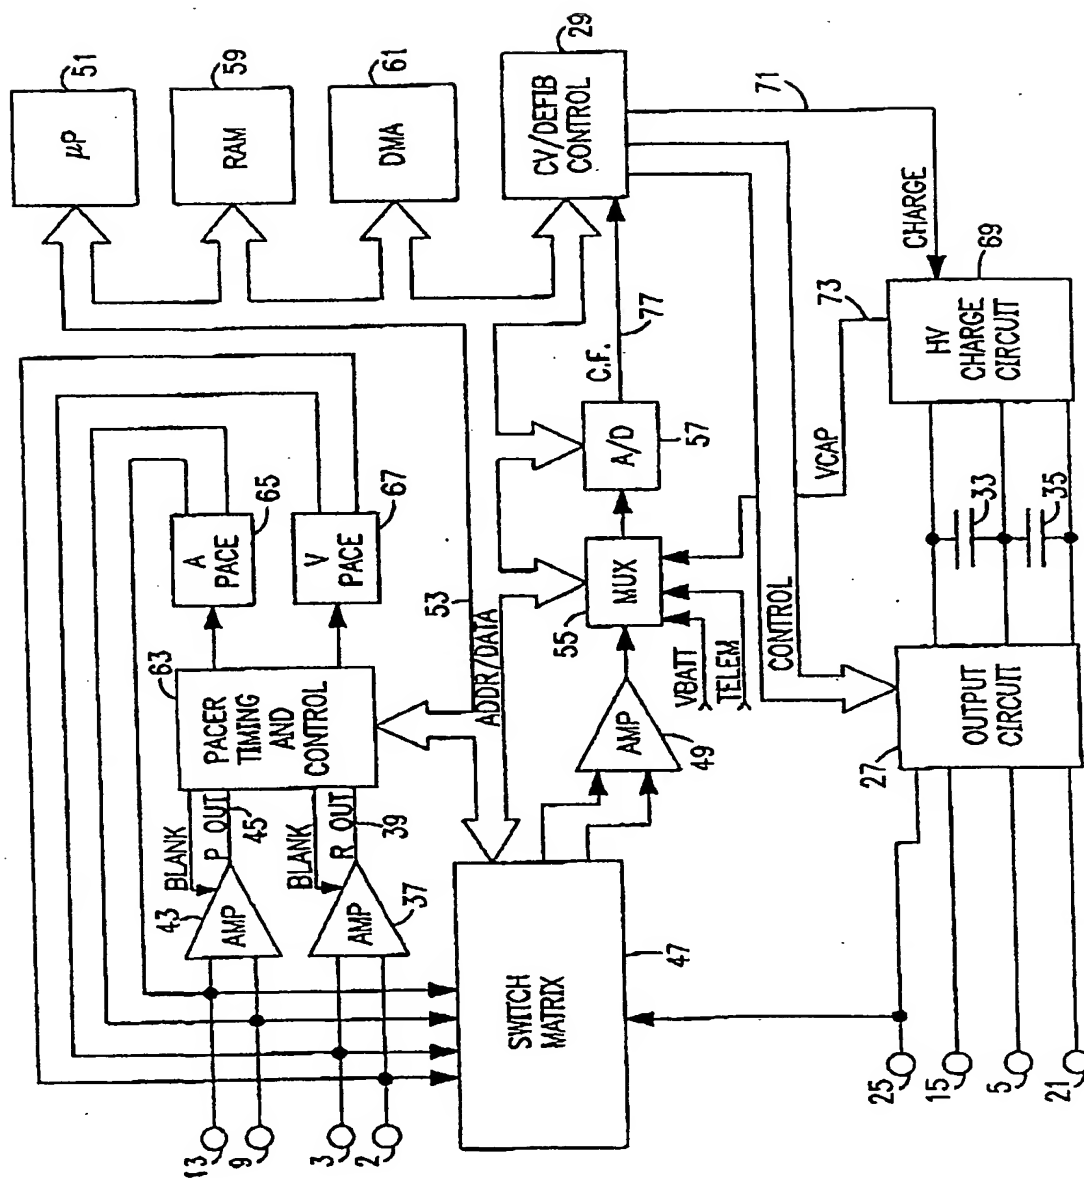 µP
51
RAM
59
DMA
61
CV/DEFIB
CONTROL
29
71
CHARGE
C.F.
77
A/D
57
A
PACE
65
V
PACE
67
63
PACER
TIMING
AND
CONTROL
BLANK
P OUT
45
BLANK
R OUT
39
43
AMP
37
AMP
53
ADDR/DATA
55
MUX
AMP
49
VBATT
TELEM
CONTROL
VCAP
73
69
HV
CHARGE
CIRCUIT
33
35
27
OUTPUT
CIRCUIT
SWITCH
MATRIX
47
13
9
3
2
25
15
5
21